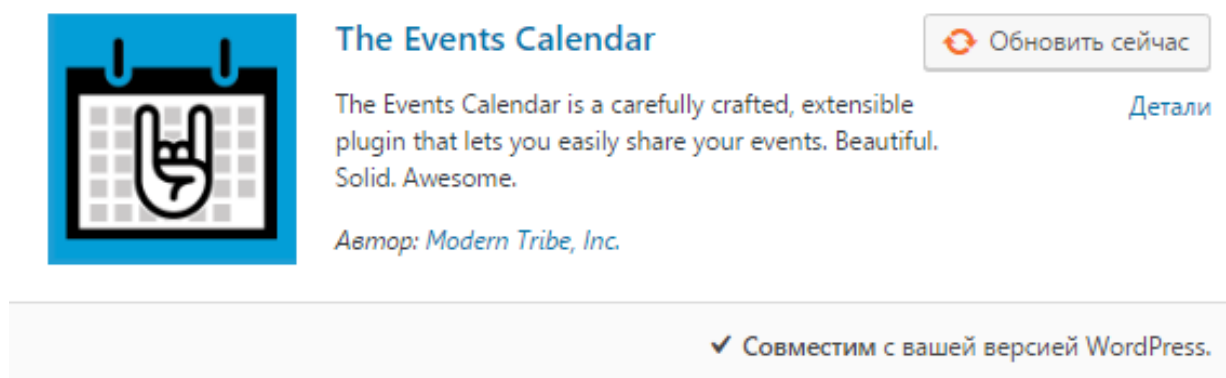 The Events Calendar
Обновить сейчас
The Events Calendar is a carefully crafted, extensible
plugin that lets you easily share your events. Beautiful.
Solid. Awesome.
Детали
Автор: Modern Tribe, Inc.
✔ Совместим с вашей версией WordPress.